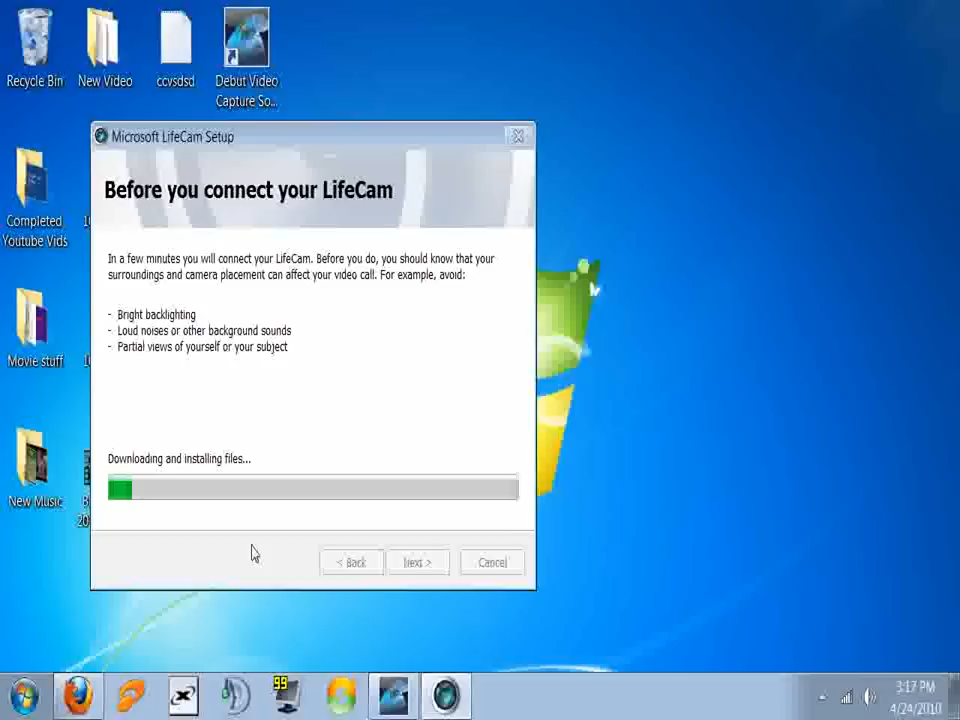 Recycle Bin
New Video
ccvsdsd
Debut Video
Capture So...
Microsoft LifeCam Setup
Before you connect your LifeCam
Completed
Youtube Vids
In a few minutes you will connect your LifeCam. Before you do, you should know that your
surroundings and camera placement can affect your video call. For example, avoid:
- Bright backlighting
- Loud noises or other background sounds
- Partial views of yourself or your subject
Movie stuff
Downloading and installing files...
New Music
< Back
Next >
Cancel
99
3:17 PM
4/24/2010